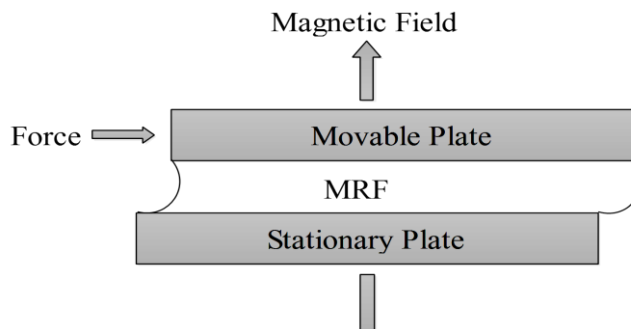 Magnetic Field
Force
Movable Plate
MRF
Stationary Plate